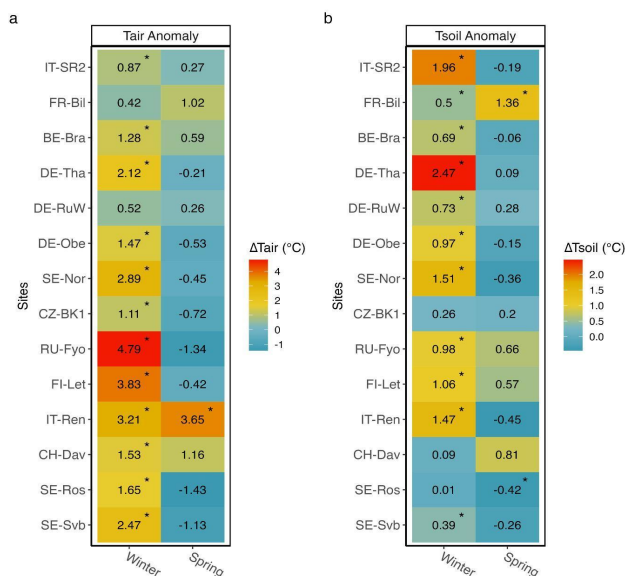 a
Tair Anomaly
Sites
IT-SR2 0.87 * 0.27
FR-Bil 0.42 1.02
BE-Bra 1.28 * 0.59
DE-Tha 2.12 * -0.21
DE-RuW 0.52 0.26
DE-Obe 1.47 * -0.53
SE-Nor 2.89 * -0.45
CZ-BK1 1.11 * -0.72
RU-Fyo 4.79 * -1.34
FI-Let 3.83 * -0.42
IT-Ren 3.21 * 3.65 *
CH-Dav 1.53 * 1.16
SE-Ros 1.65 * -1.43
SE-Svb 2.47 * -1.13
Winter Spring
ΔTair (°C)
4
3
2
1
0
-1
b
Tsoil Anomaly
Sites
IT-SR2 1.96 * -0.19
FR-Bil 0.5 * 1.36 *
BE-Bra 0.69 * -0.06
DE-Tha 2.47 * 0.09
DE-RuW 0.73 * 0.28
DE-Obe 0.97 * -0.15
SE-Nor 1.51 * -0.36
CZ-BK1 0.26 0.2
RU-Fyo 0.98 * 0.66
FI-Let 1.06 * 0.57
IT-Ren 1.47 * -0.45
CH-Dav 0.09 0.81
SE-Ros 0.01 -0.42 *
SE-Svb 0.39 * -0.26
Winter Spring
ΔTsoil (°C)
2.0
1.5
1.0
0.5
0.0